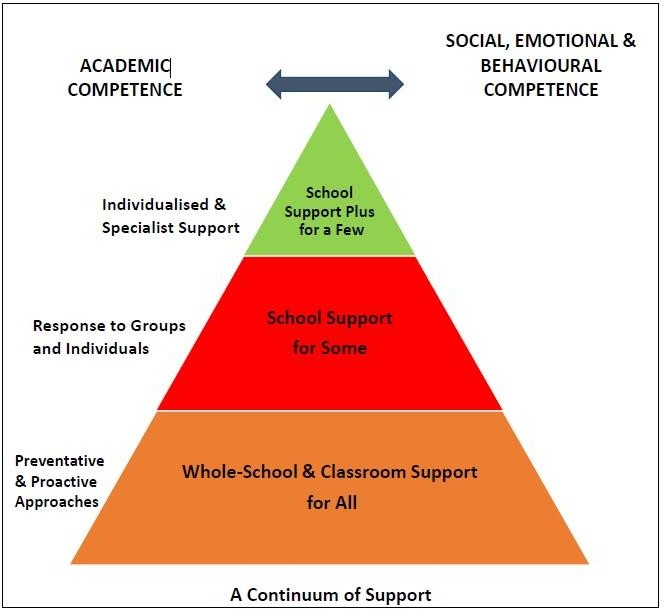 ACADEMIC
COMPETENCE
SOCIAL, EMOTIONAL &
BEHAVIOURAL
COMPETENCE
Individualised &
Specialist Support
School
Support Plus
for a Few
Response to Groups
and Individuals
School Support
for Some
Preventative
& Proactive
Approaches
Whole-School & Classroom Support
for All
A Continuum of Support